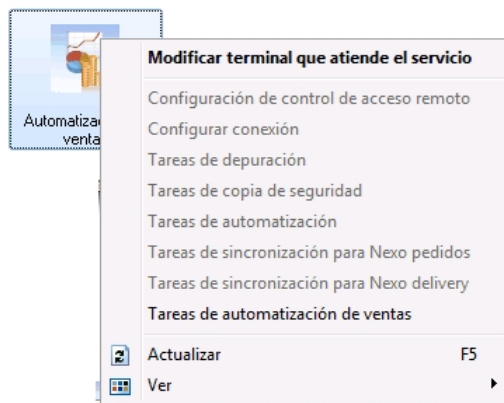 Automatiza
venta
Modificar terminal que atiende el servicio
Configuración de control de acceso remoto
Configurar conexión
Tareas de depuración
Tareas de copia de seguridad
Tareas de automatización
Tareas de sincronización para Nexo pedidos
Tareas de sincronización para Nexo delivery
Tareas de automatización de ventas
Actualizar F5
Ver